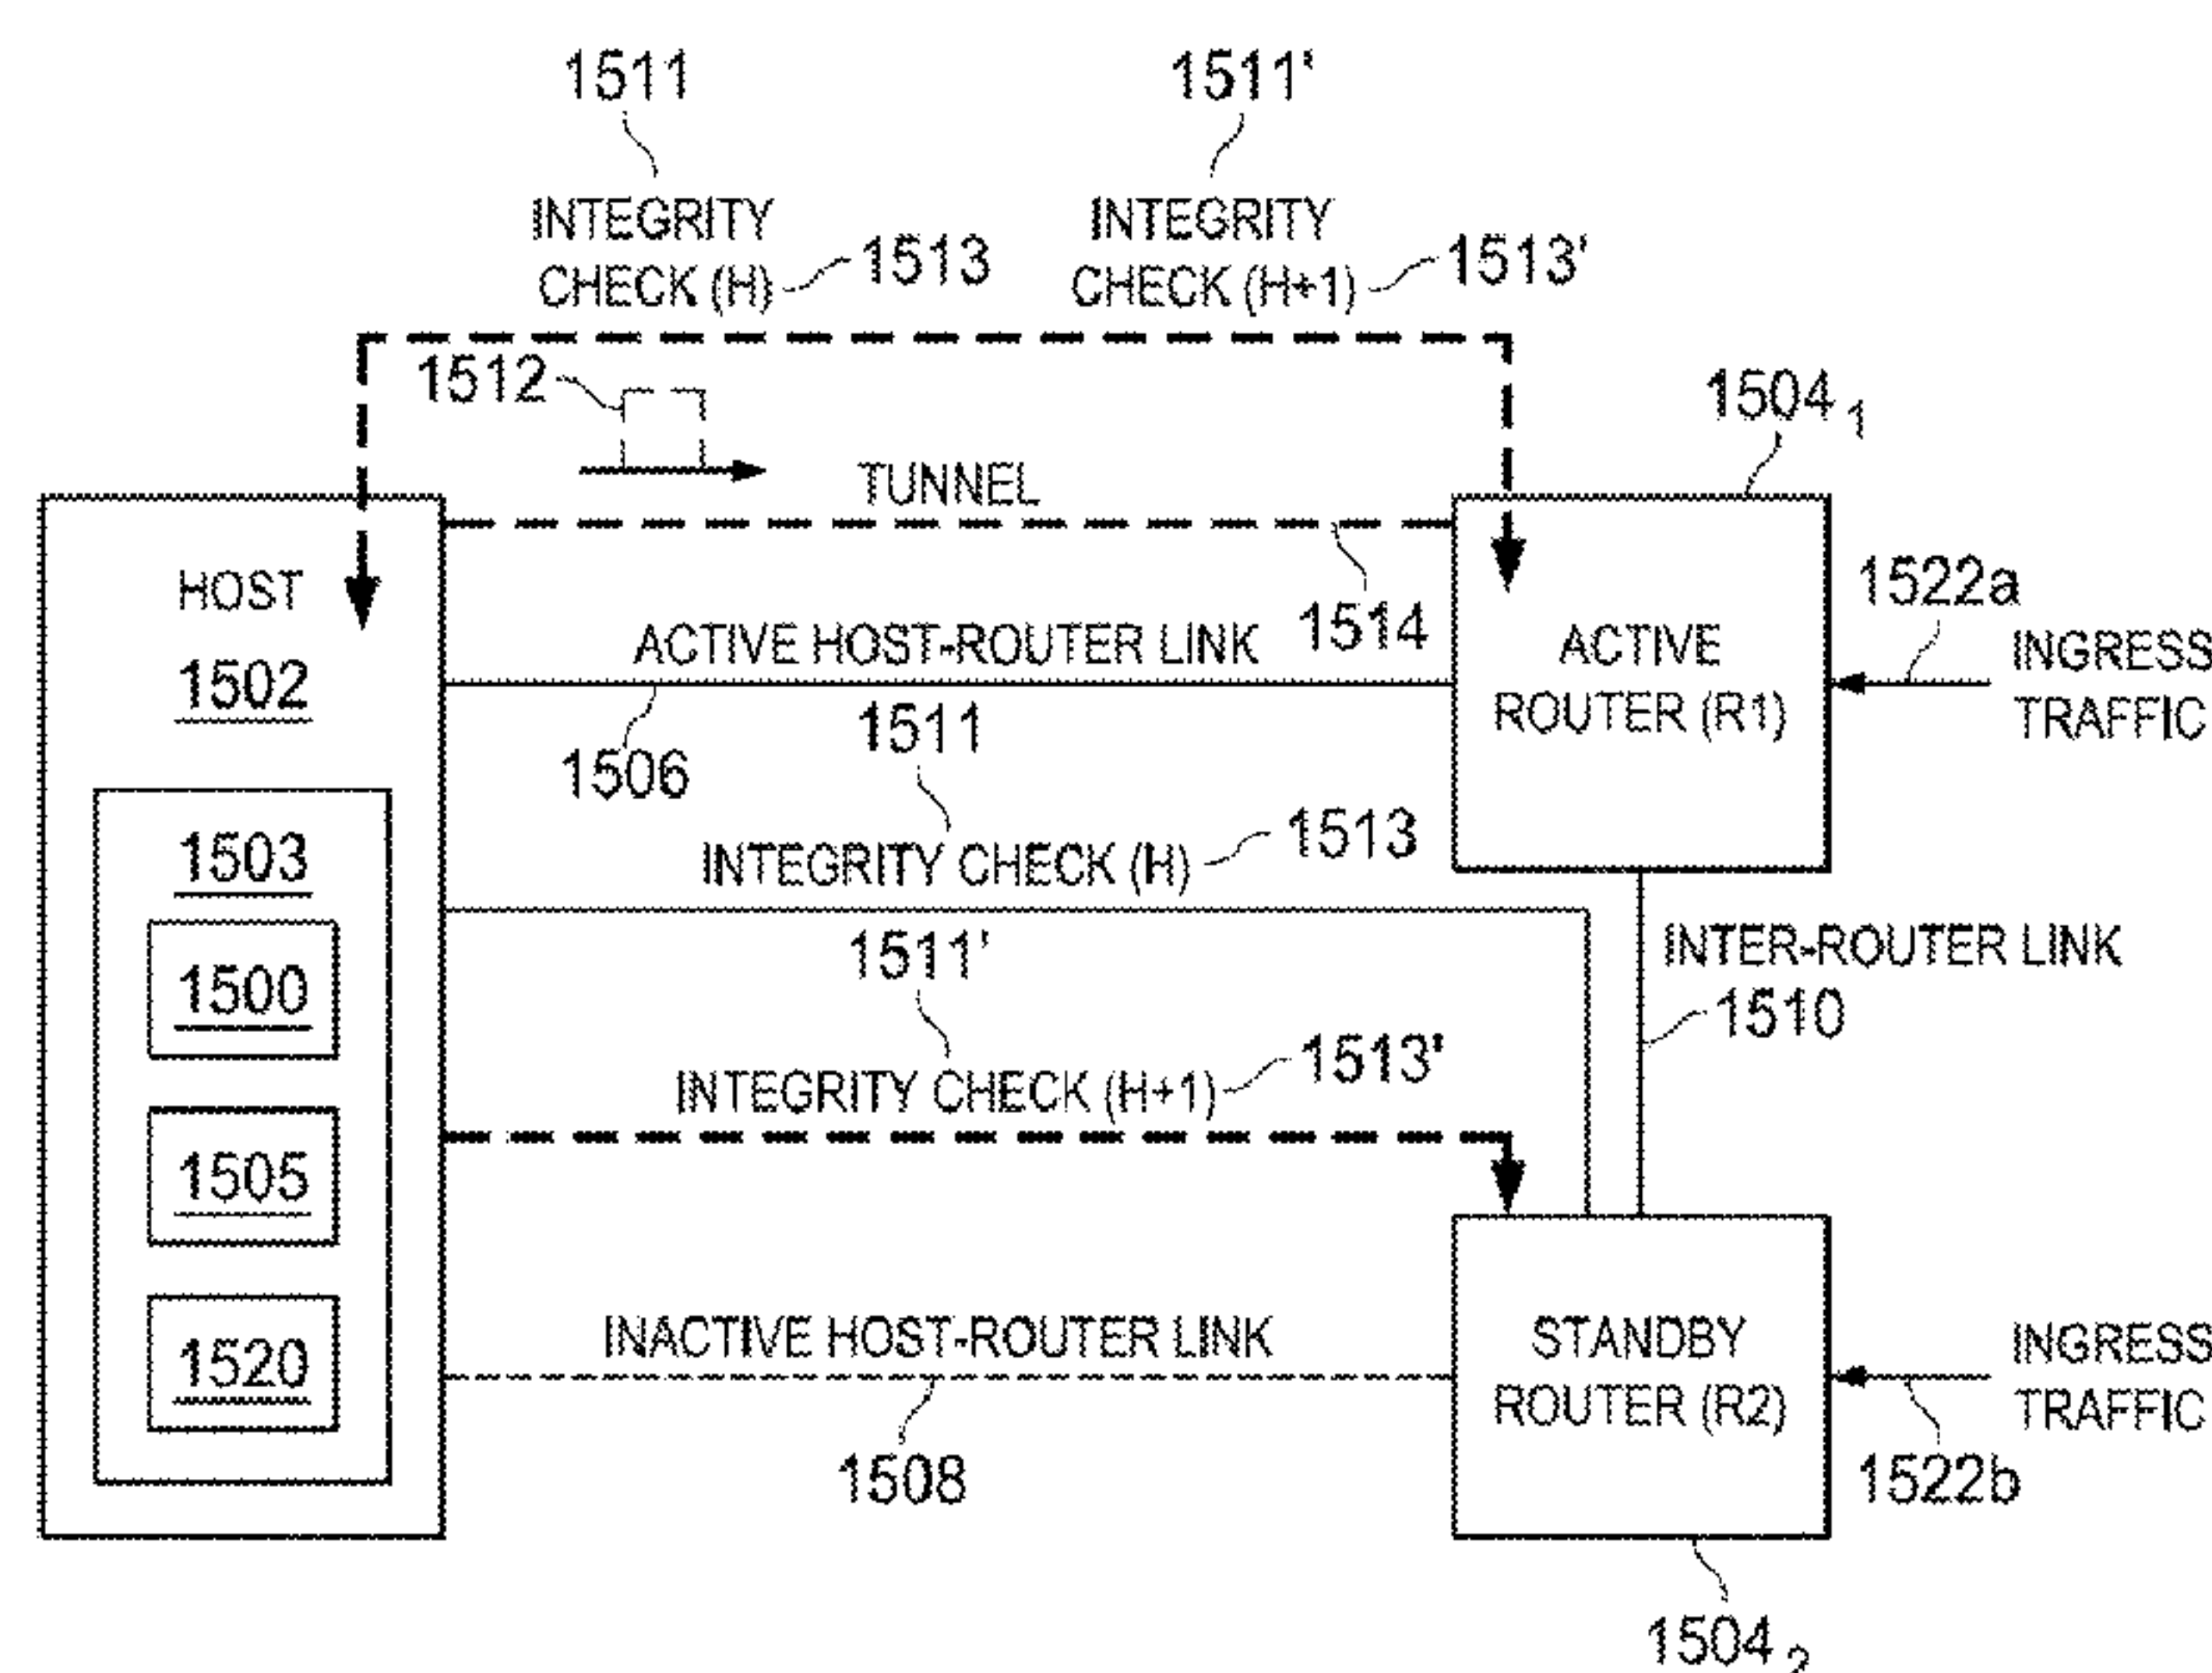 1511
1511'
INTEGRITY
CHECK (H)
1513
INTEGRITY
CHECK (H+1)
1513'
1512
TUNNEL
1504 1
HOST
1502
1514
ACTIVE HOST-ROUTER LINK
1506
ACTIVE
ROUTER (R1)
1522a
INGRESS
TRAFFIC
1511
INTEGRITY CHECK (H)
1513
1503
1500
1505
1520
1511'
INTEGRITY CHECK (H+1)
1513'
INTER-ROUTER LINK
1510
INACTIVE HOST-ROUTER LINK
1508
STANDBY
ROUTER (R2)
INGRESS
TRAFFIC
1522b
1504 2